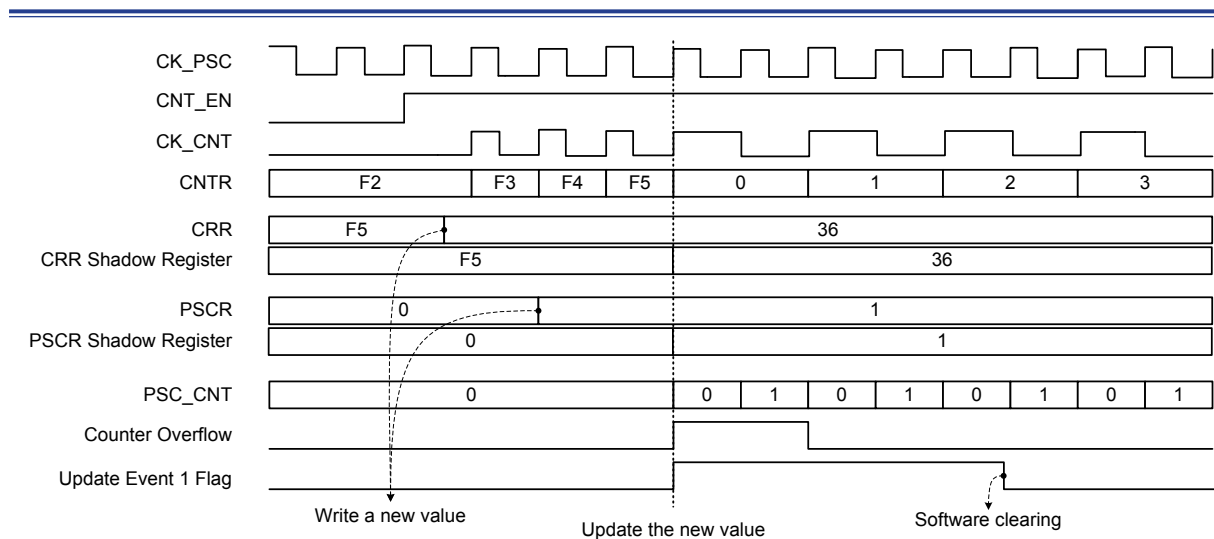 CK_PSC
CNT_EN
CK_CNT
CNTR F2 F3 F4 F5 0 1 2 3
CRR F5 36
CRR Shadow Register F5 36
PSCR 0 1
PSCR Shadow Register 0 1
PSC_CNT 0 0 1 0 1 0 1 0 1
Counter Overflow
Update Event 1 Flag
Write a new value Update the new value Software clearing